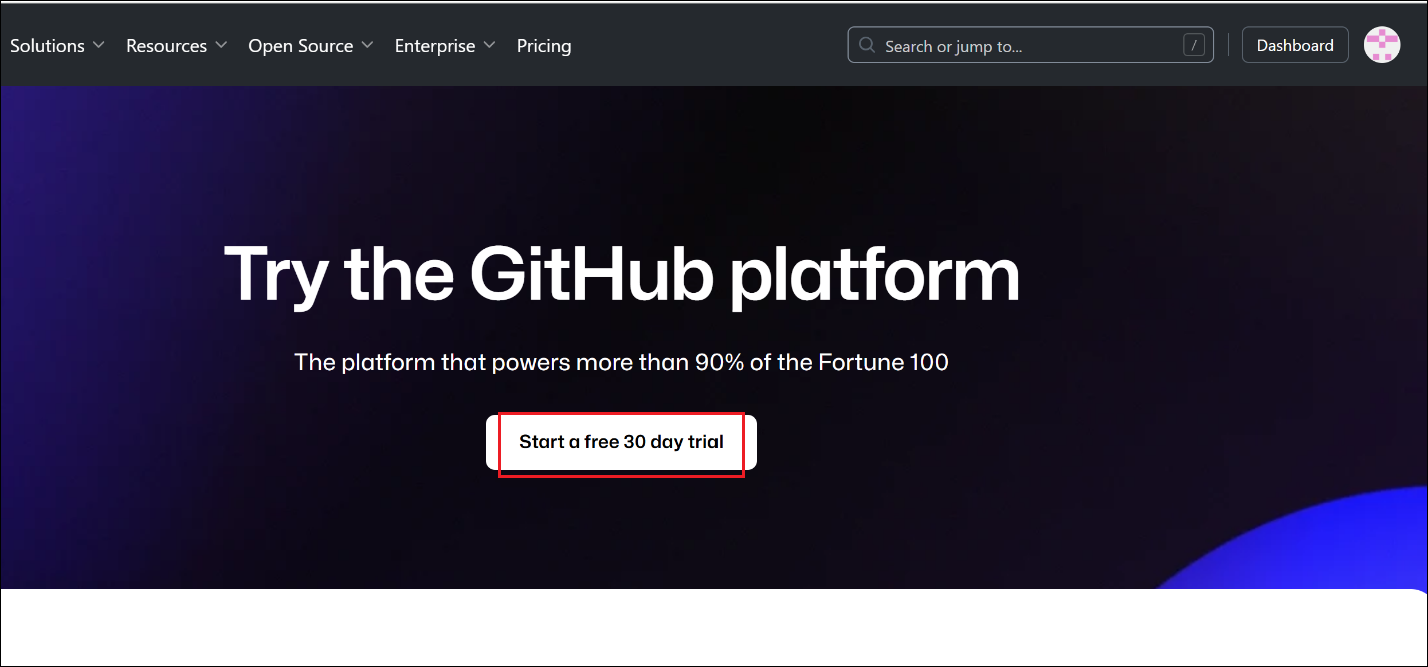 Solutions Resources Open Source Enterprise Pricing Search or jump to... / Dashboard
Try the GitHub platform
The platform that powers more than 90% of the Fortune 100
Start a free 30 day trial